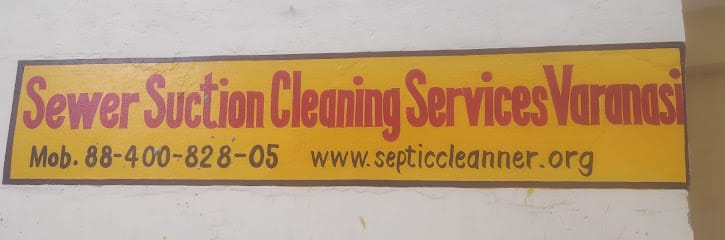 Sewer Suction Cleaning Services Varanasi
Mob. 88-400-828-05 www.septiccleanner.org